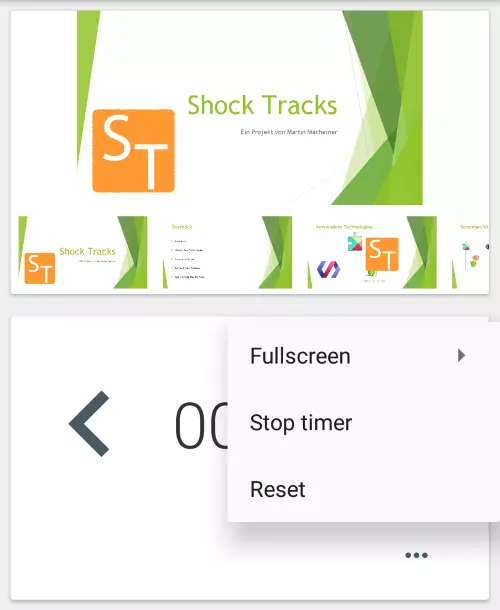 Shock Tracks
Ein Projekt von Martin Macheiner
ST
Shock Tracks
ST
Überblick
Verwendete Technologien
ST
Fullscreen
00
Stop timer
Reset